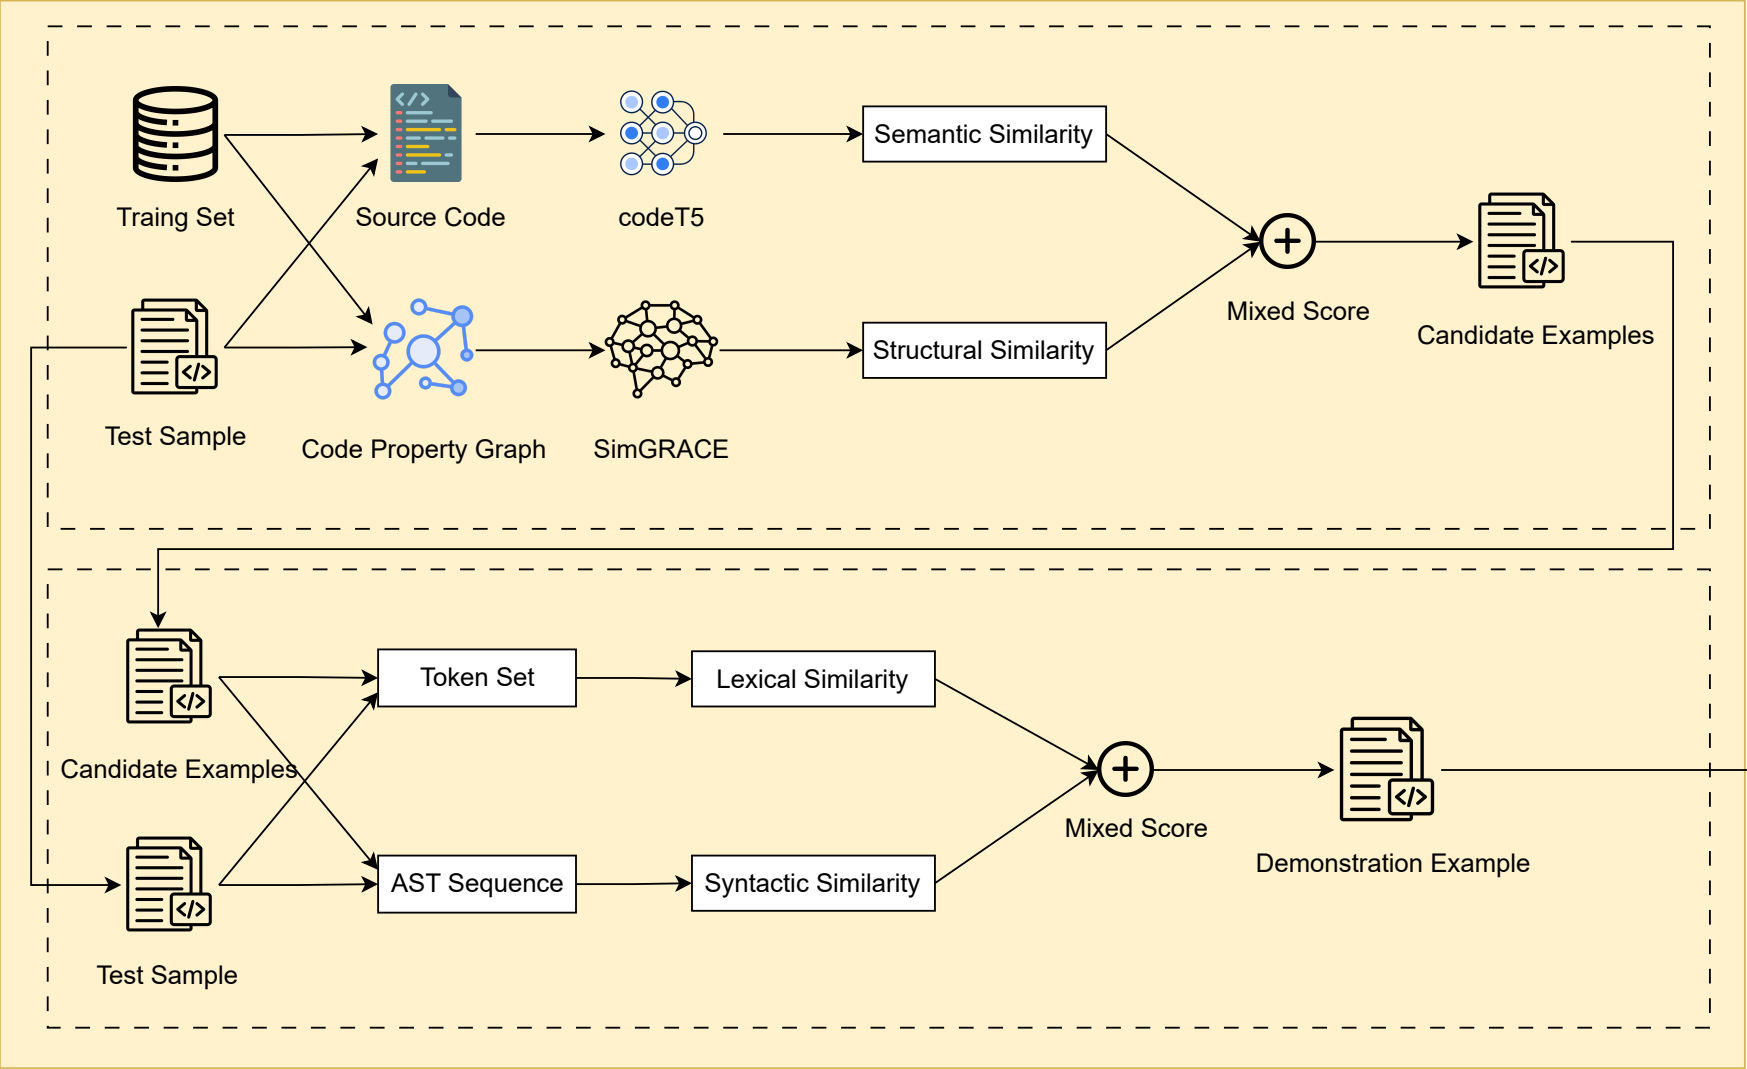 Traing Set
Source Code
codeT5
Semantic Similarity
Mixed Score
Candidate Examples
Test Sample
Code Property Graph
SimGRACE
Structural Similarity
Candidate Examples
Token Set
Lexical Similarity
Mixed Score
Demonstration Example
Test Sample
AST Sequence
Syntactic Similarity